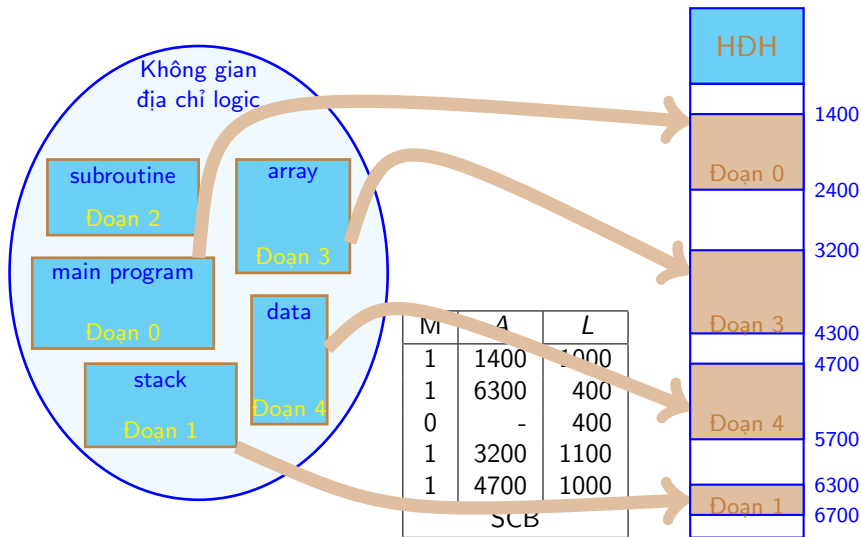 Không gian
địa chỉ logic
subroutine
Đoạn 2
array
Đoạn 3
main program
Đoạn 0
data
Đoạn 4
stack
Đoạn 1
M A L
1 1400 1000
1 6300 400
0 - 400
1 3200 1100
1 4700 1000
SCB
HĐH
1400
Đoạn 0
2400
3200
Đoạn 3
4300
4700
Đoạn 4
5700
6300
Đoạn 1
6700